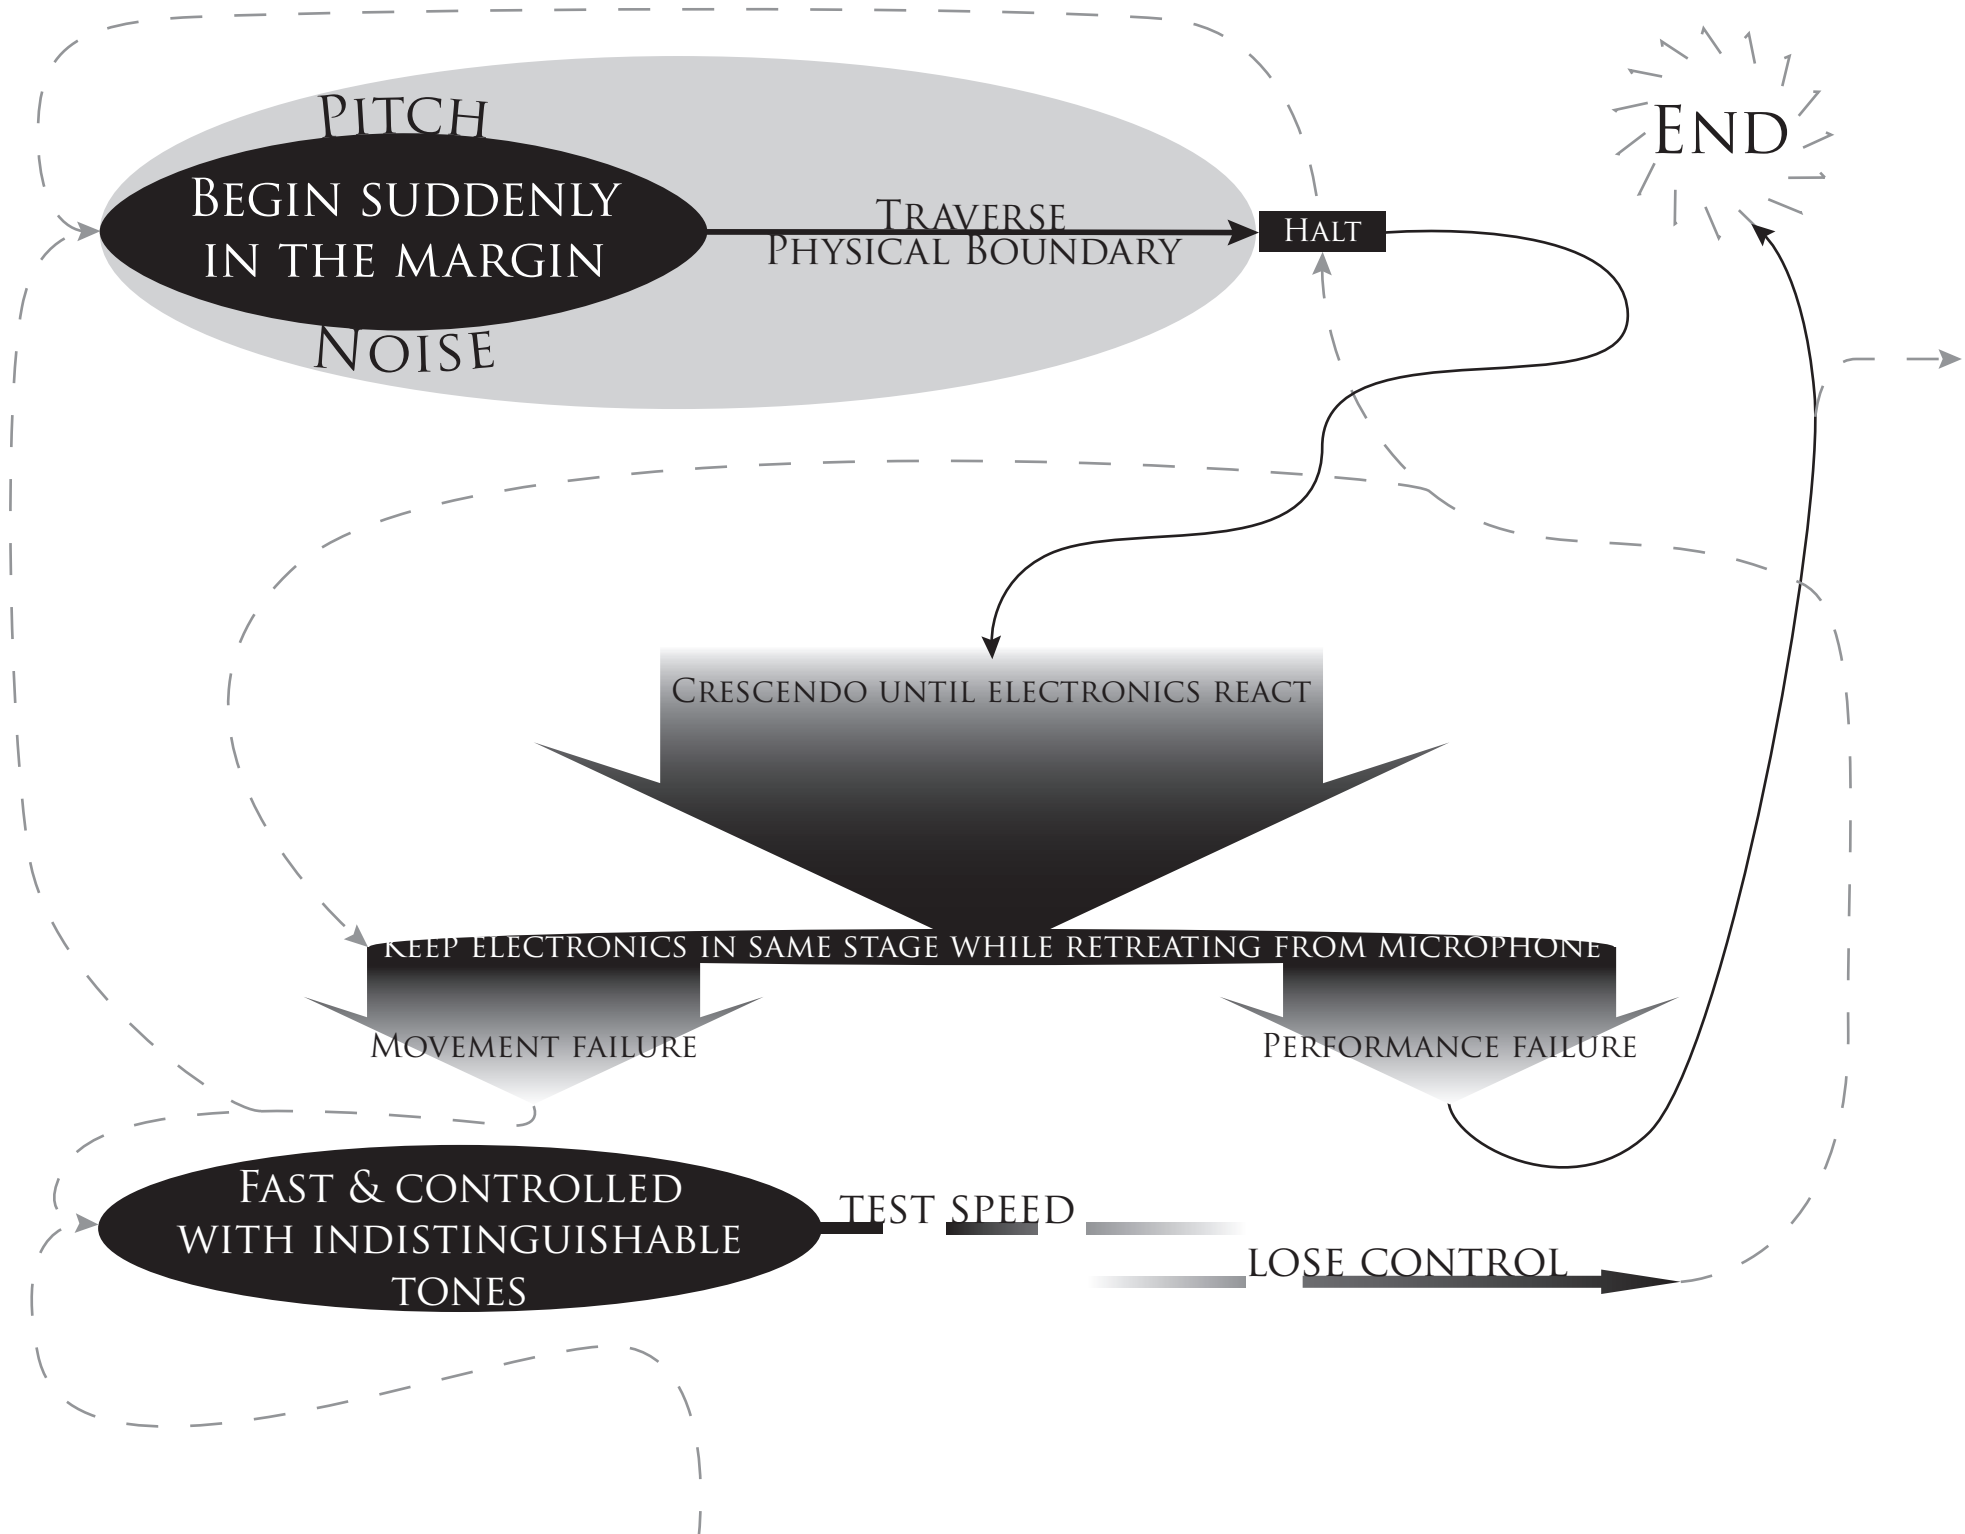 Pitch
Begin suddenly
in the margin
Noise
Traverse
Physical Boundary
Halt
End
Crescendo until electronics react
Keep electronics in same stage while retreating from microphone
Movement failure
Performance failure
Fast & controlled
with indistinguishable
tones
test speed
lose control